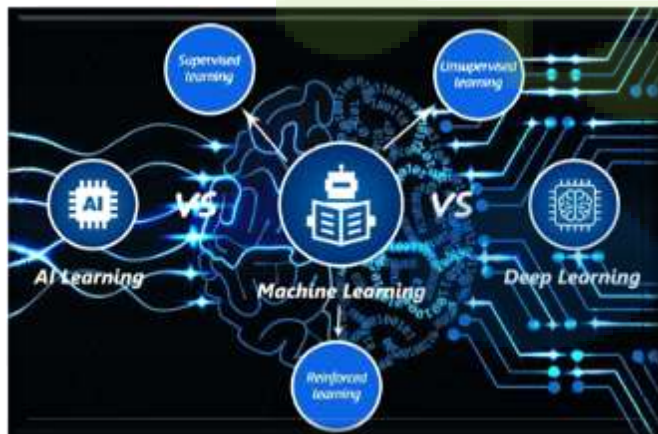 Supervised
learning
Unsupervised
learning
AI
VS
VS
AI Learning
Machine Learning
Deep Learning
Reinforced
learning